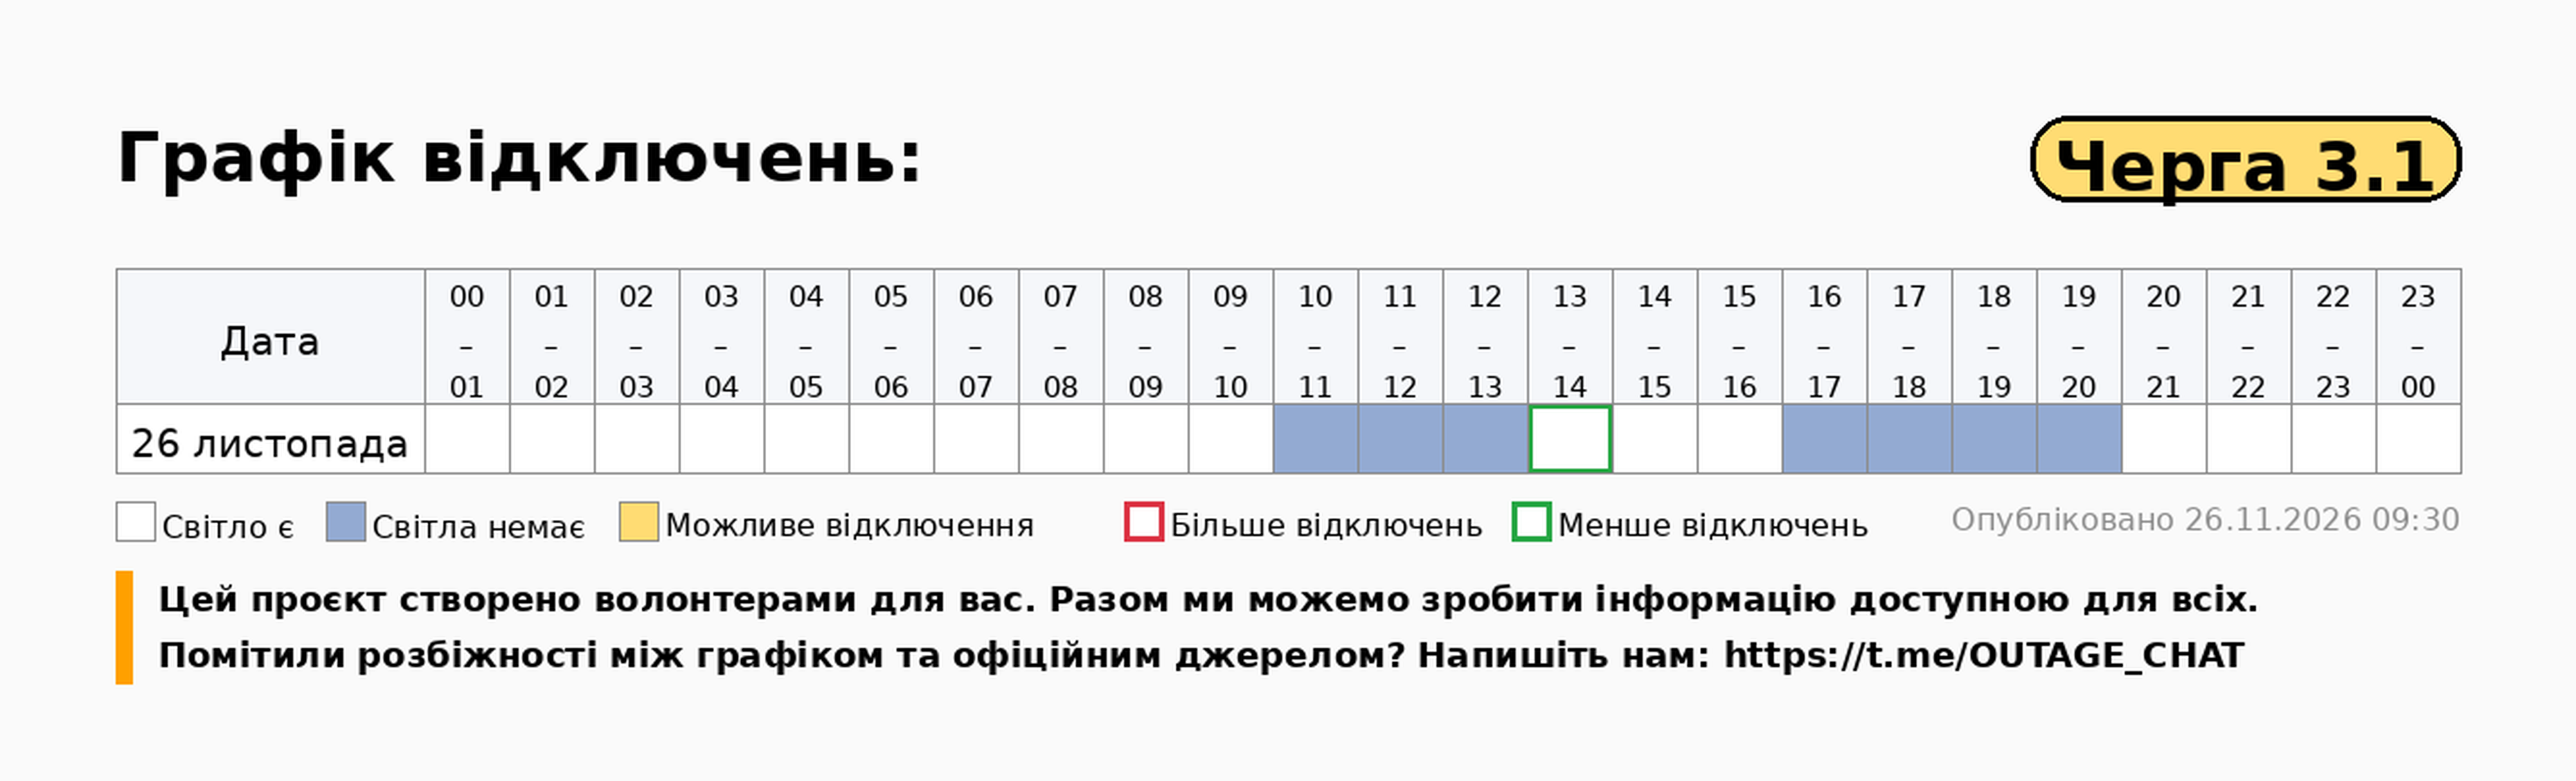 Графік відключень:
Черга 3.1
Дата 00 – 01 01 – 02 02 – 03 03 – 04 04 – 05 05 – 06 06 – 07 07 – 08 08 – 09 09 – 10 10 – 11 11 – 12 12 – 13 13 – 14 14 – 15 15 – 16 16 – 17 17 – 18 18 – 19 19 – 20 20 – 21 21 – 22 22 – 23 23 – 00
26 листопада
Світло є Світла немає Можливе відключення Більше відключень Менше відключень Опубліковано 26.11.2026 09:30
Цей проєкт створено волонтерами для вас. Разом ми можемо зробити інформацію доступною для всіх.
Помітили розбіжності між графіком та офіційним джерелом? Напишіть нам: https://t.me/OUTAGE_CHAT